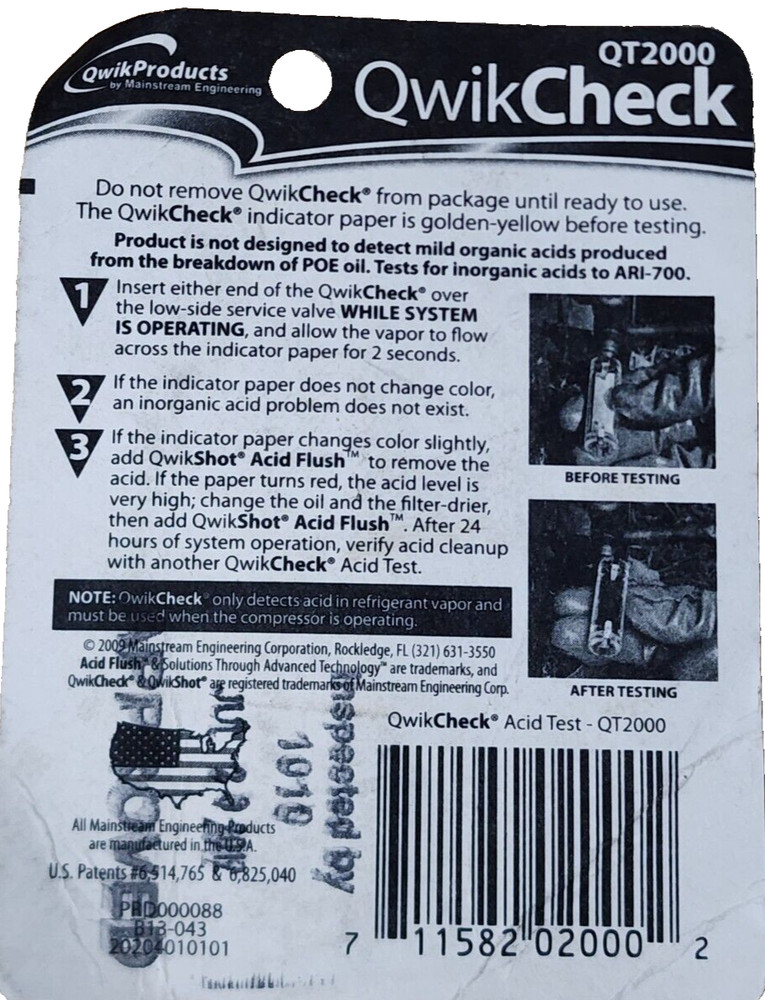 QwikProducts
by Mainstream Engineering
QT2000
QwikCheck
Do not remove QwikCheck® from package until ready to use.
The QwikCheck® indicator paper is golden-yellow before testing.
Product is not designed to detect mild organic acids produced
from the breakdown of POE oil. Tests for inorganic acids to ARI-700.
1 Insert either end of the QwikCheck® over
the low-side service valve WHILE SYSTEM
IS OPERATING, and allow the vapor to flow
across the indicator paper for 2 seconds.
2 If the indicator paper does not change color,
an inorganic acid problem does not exist.
3 If the indicator paper changes color slightly,
add QwikShot® Acid Flush™ to remove the
acid. If the paper turns red, the acid level is
very high; change the oil and the filter-drier,
then add QwikShot® Acid Flush™. After 24
hours of system operation, verify acid cleanup
with another QwikCheck® Acid Test.
BEFORE TESTING
AFTER TESTING
NOTE: QwikCheck® only detects acid in refrigerant vapor and
must be used when the compressor is operating.
© 2009 Mainstream Engineering Corporation, Rockledge, FL (321) 631-3550
Acid Flush™ & Solutions Through Advanced Technology™ are trademarks, and
QwikCheck® & QwikShot® are registered trademarks of Mainstream Engineering Corp.
QwikCheck® Acid Test - QT2000
Inspected by
1919
All Mainstream Engineering Products
are manufactured in the U.S.A.
U.S. Patents #6,514,765 & 6,825,040
PRD000088
B13-043
20204010101
7 11582 02000 2